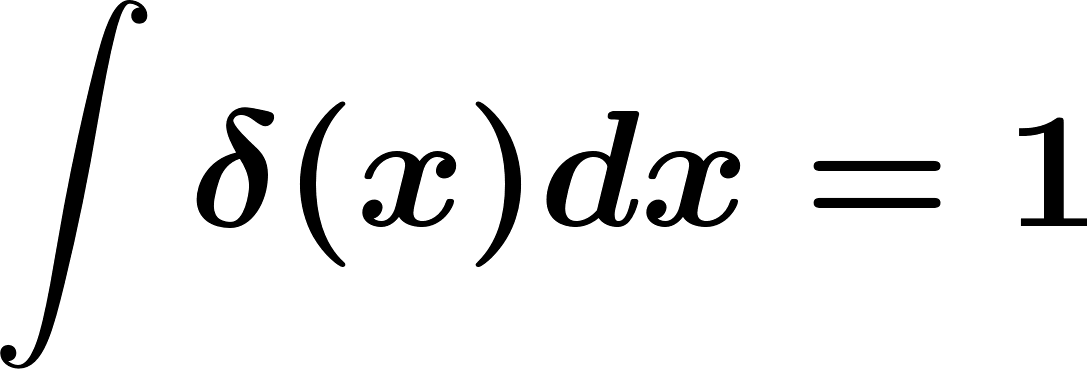 ∫ δ(x)dx = 1